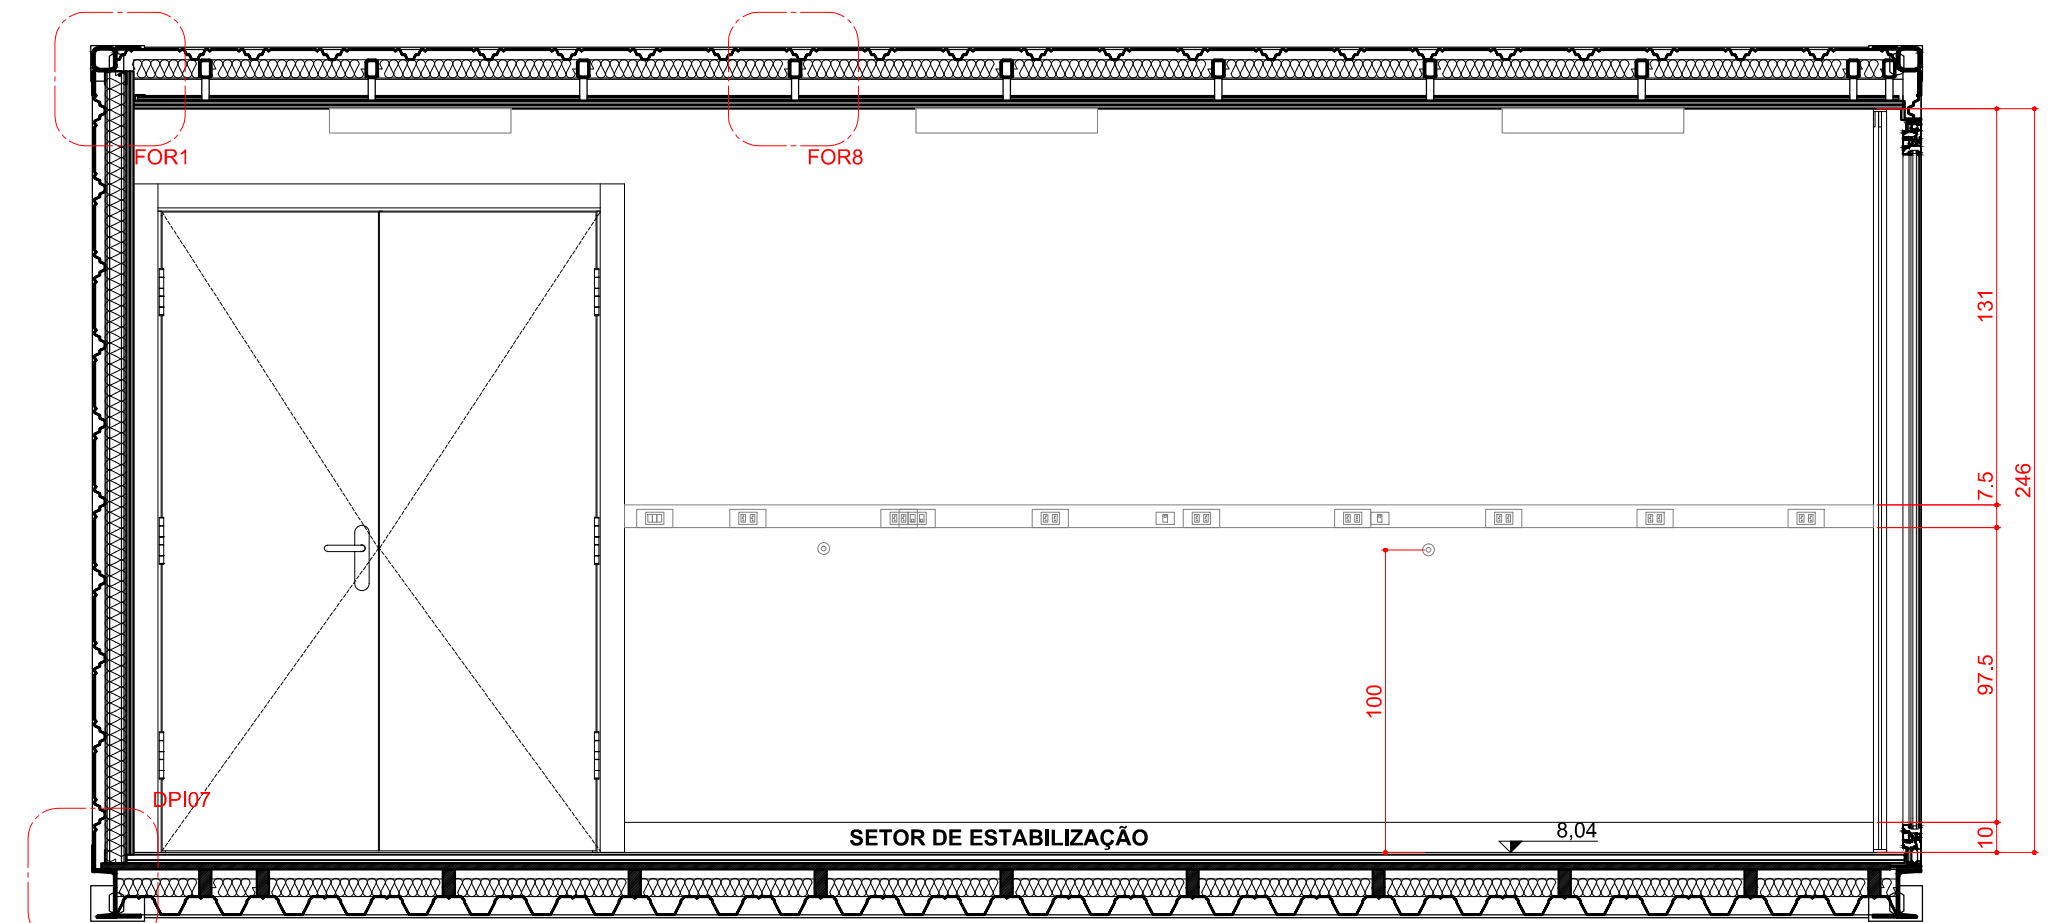 FOR1
FOR8
131
7.5
246
97.5
100
DPI07
SETOR DE ESTABILIZAÇÃO
8,04
10